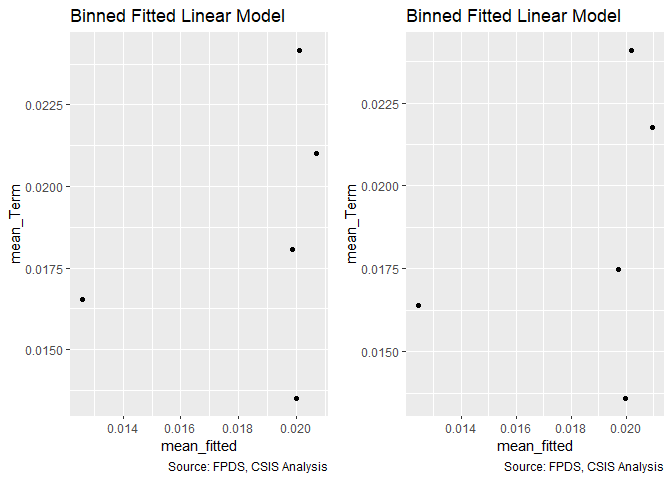 Binned Fitted Linear Model
mean_Term
0.0225
0.0200
0.0175
0.0150
0.014 0.016 0.018 0.020
mean_fitted
Source: FPDS, CSIS Analysis
Binned Fitted Linear Model
mean_Term
0.0225
0.0200
0.0175
0.0150
0.014 0.016 0.018 0.020
mean_fitted
Source: FPDS, CSIS Analysis